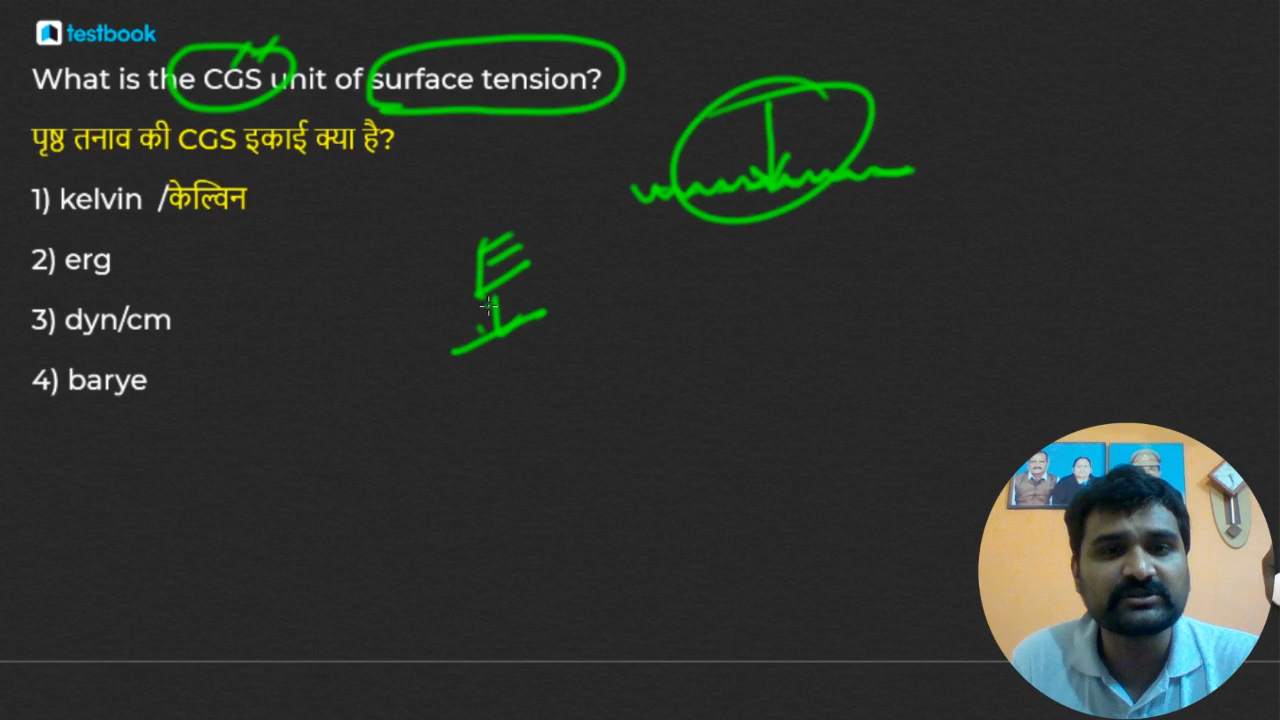 testbook
What is the CGS unit of surface tension?
पृष्ठ तनाव की CGS इकाई क्या है?
1) kelvin /केल्विन
2) erg
3) dyn/cm
4) barye